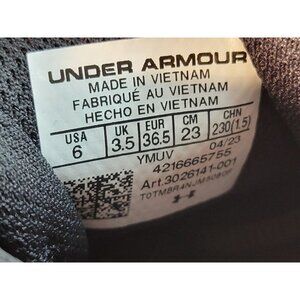 UNDER ARMOUR
MADE IN VIETNAM
FABRIQUÉ AU VIETNAM
HECHO EN VIETNAM
USA UK EUR CM CHN
6 3.5 36.5 23 230(1.5)
YMUV 04/23
4216665755
Art.3026141-001